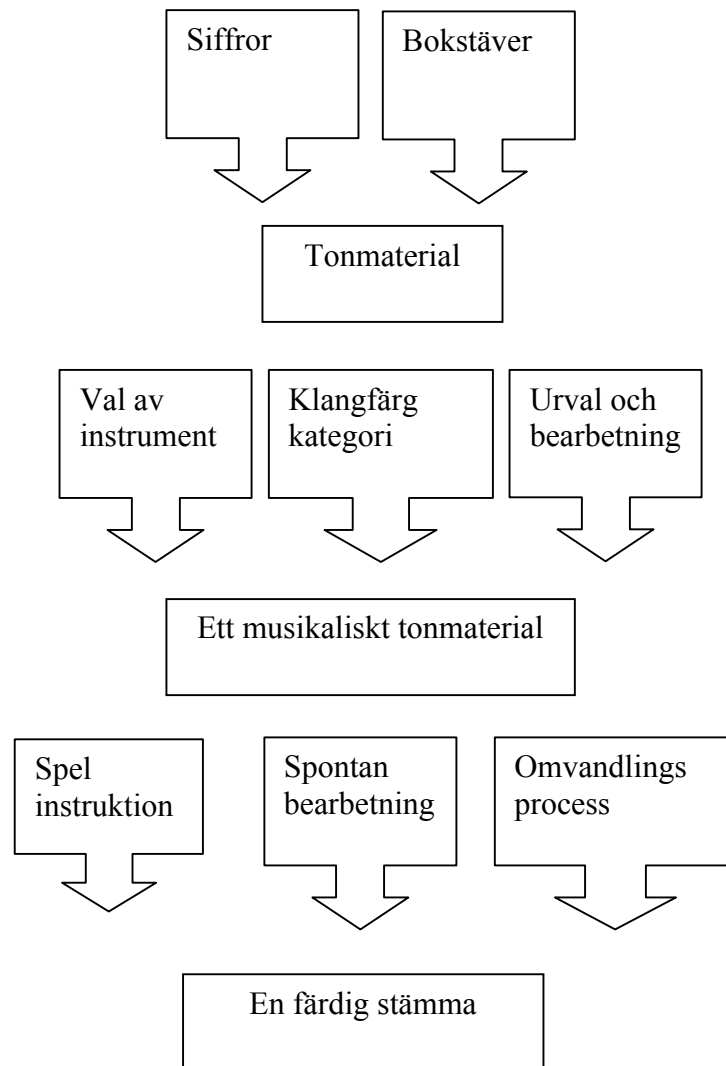 Siffror
Bokstäver
Tonmaterial
Val av
instrument
Klangfärg
kategori
Urval och
bearbetning
Ett musikaliskt tonmaterial
Spel
instruktion
Spontan
bearbetning
Omvandlings
process
En färdig stämma